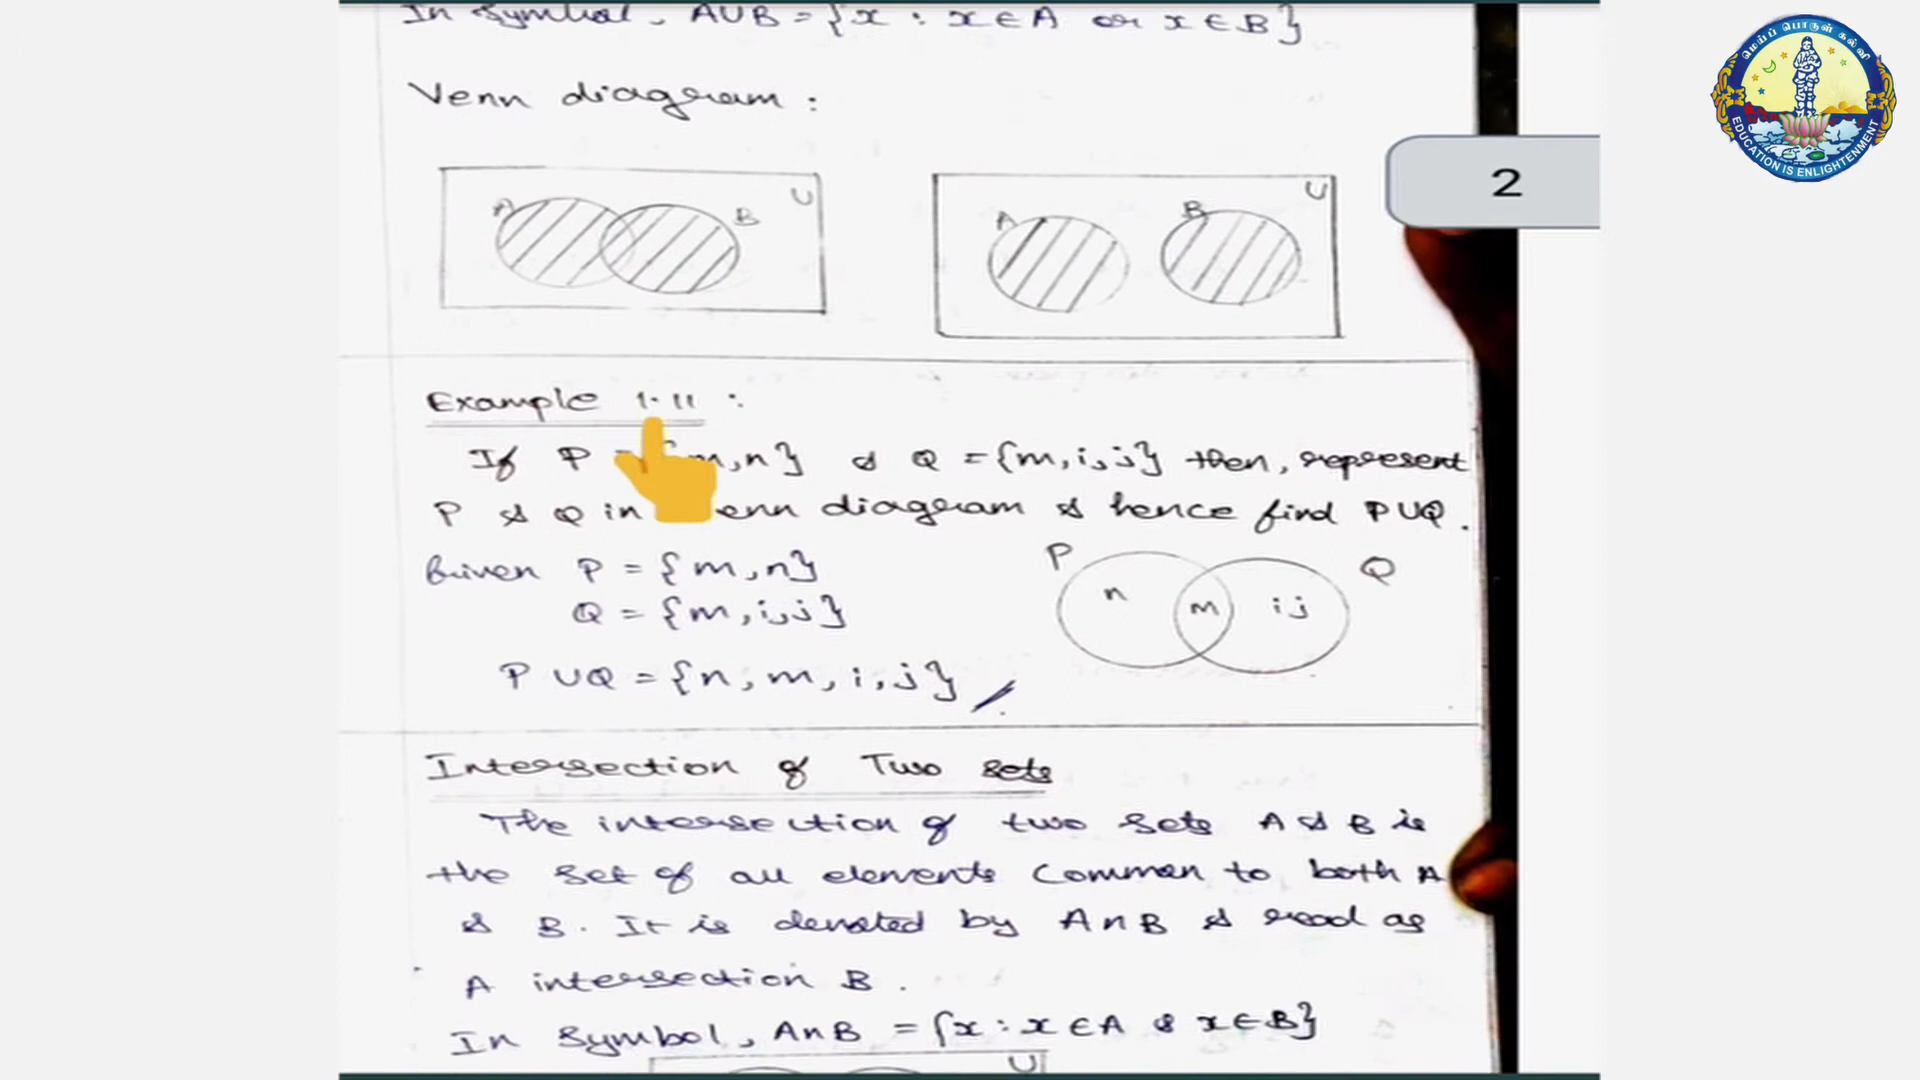 In Symbol, A∪B = {x : x ∈ A or x ∈ B}
Venn diagram :
A B U
A B U
Example 1.11 :
If P = {m, n} & Q = {m, i, j} then, represent
P & Q in Venn diagram & hence find P∪Q.
Given P = {m, n}
Q = {m, i, j}
P∪Q = {n, m, i, j}
P Q
n m i j
Intersection of Two sets
The intersection of two sets A & B is
the set of all elements Common to both A
& B. It is denoted by A∩B & read as
A intersection B.
In Symbol, A∩B = {x : x ∈ A & x ∈ B}
U
2
மெய்ப் பொருள் கல்வி
EDUCATION IS ENLIGHTENMENT